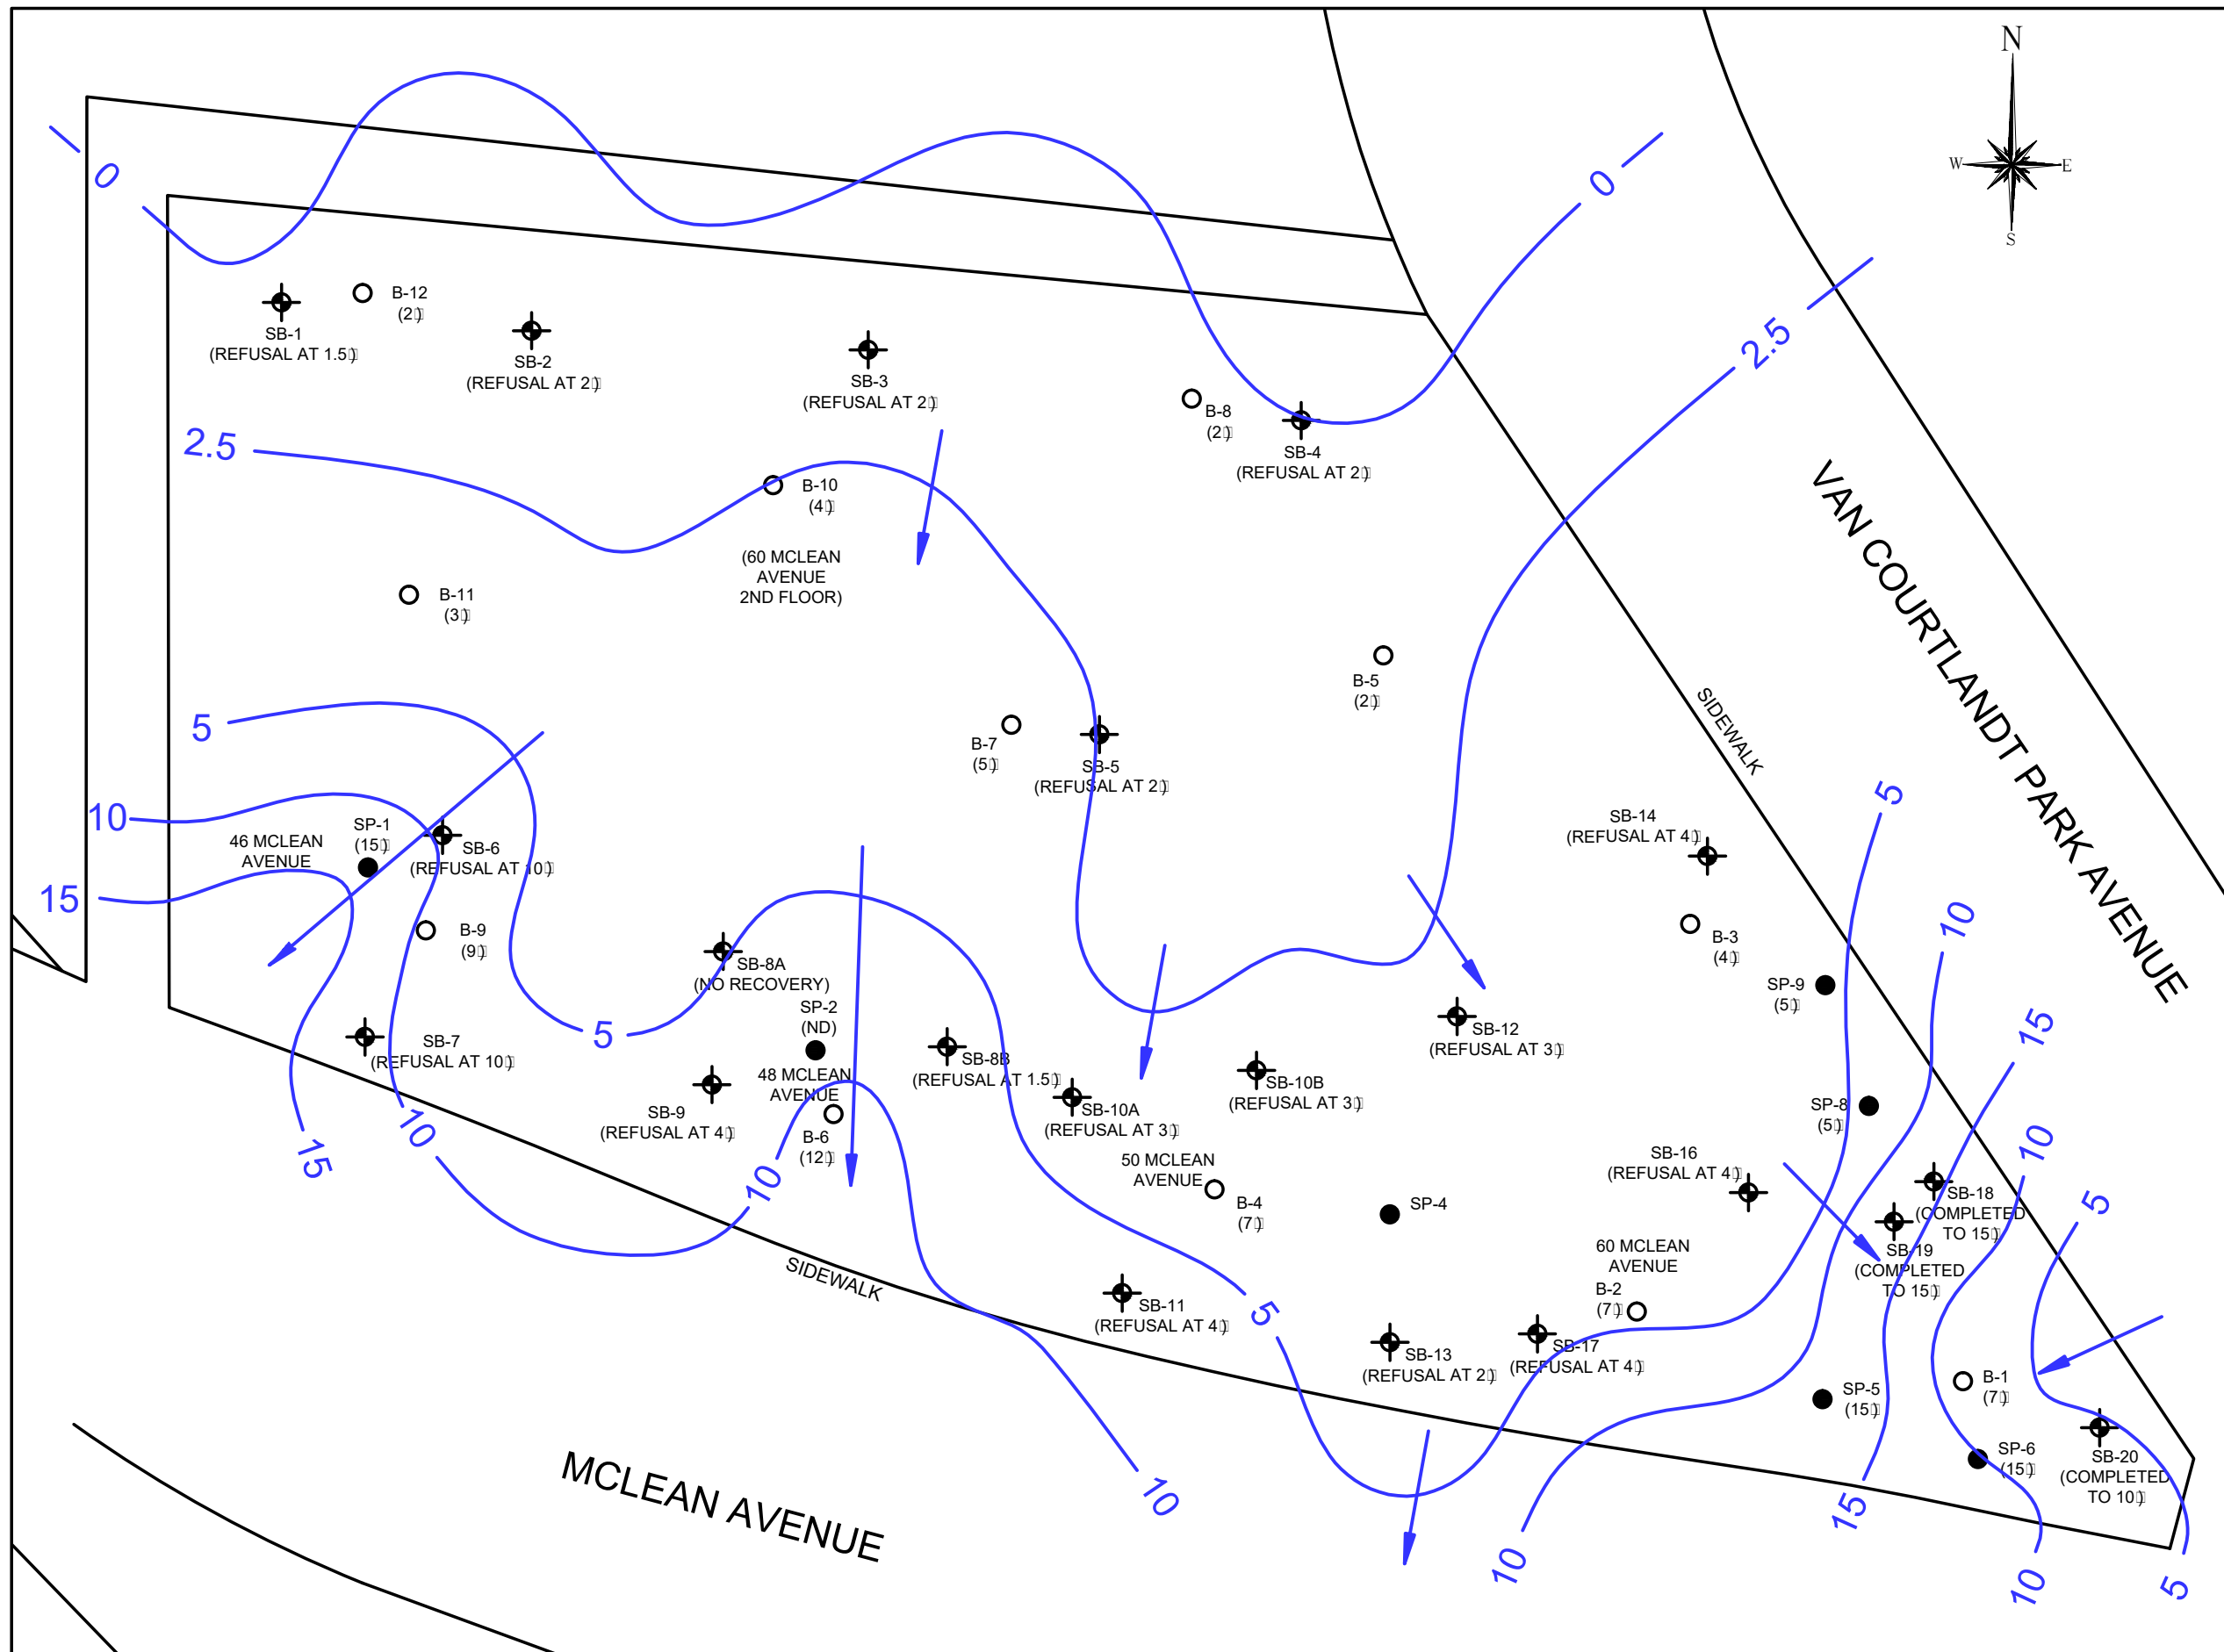 N
W
E
S
0
0
2.5
B-12
(2')
SB-1
(REFUSAL AT 1.5')
SB-2
(REFUSAL AT 2')
SB-3
(REFUSAL AT 2')
B-8
(2')
SB-4
(REFUSAL AT 2')
2.5
B-10
(4')
(60 MCLEAN
AVENUE
2ND FLOOR)
B-11
(3')
VAN COURTLANDT PARK AVENUE
SIDEWALK
B-5
(2')
5
B-7
(5')
SB-5
(REFUSAL AT 2')
5
10
SP-1
(15')
46 MCLEAN
AVENUE
SB-6
(REFUSAL AT 10')
SB-14
(REFUSAL AT 4')
15
B-9
(9')
10
B-3
(4')
SB-8A
(NO RECOVERY)
SP-9
(5')
SP-2
(ND)
5
15
SB-7
(REFUSAL AT 10')
SB-8B
(REFUSAL AT 1.5')
48 MCLEAN
AVENUE
SB-12
(REFUSAL AT 3')
SB-10B
(REFUSAL AT 3')
SB-9
(REFUSAL AT 4')
SB-10A
(REFUSAL AT 3')
SP-8
(5')
10
15
B-6
(12')
10
10
50 MCLEAN
AVENUE
SB-16
(REFUSAL AT 4')
B-4
(7')
SP-4
SB-18
(COMPLETED
TO 15')
5
SB-19
(COMPLETED
TO 15')
60 MCLEAN
AVENUE
B-2
(7')
SIDEWALK
SB-11
(REFUSAL AT 4')
5
SB-13
(REFUSAL AT 2')
SB-17
(REFUSAL AT 4')
SP-5
(15')
B-1
(7')
SP-6
(15')
SB-20
(COMPLETED
TO 10')
MCLEAN AVENUE
10
10
15
10
5